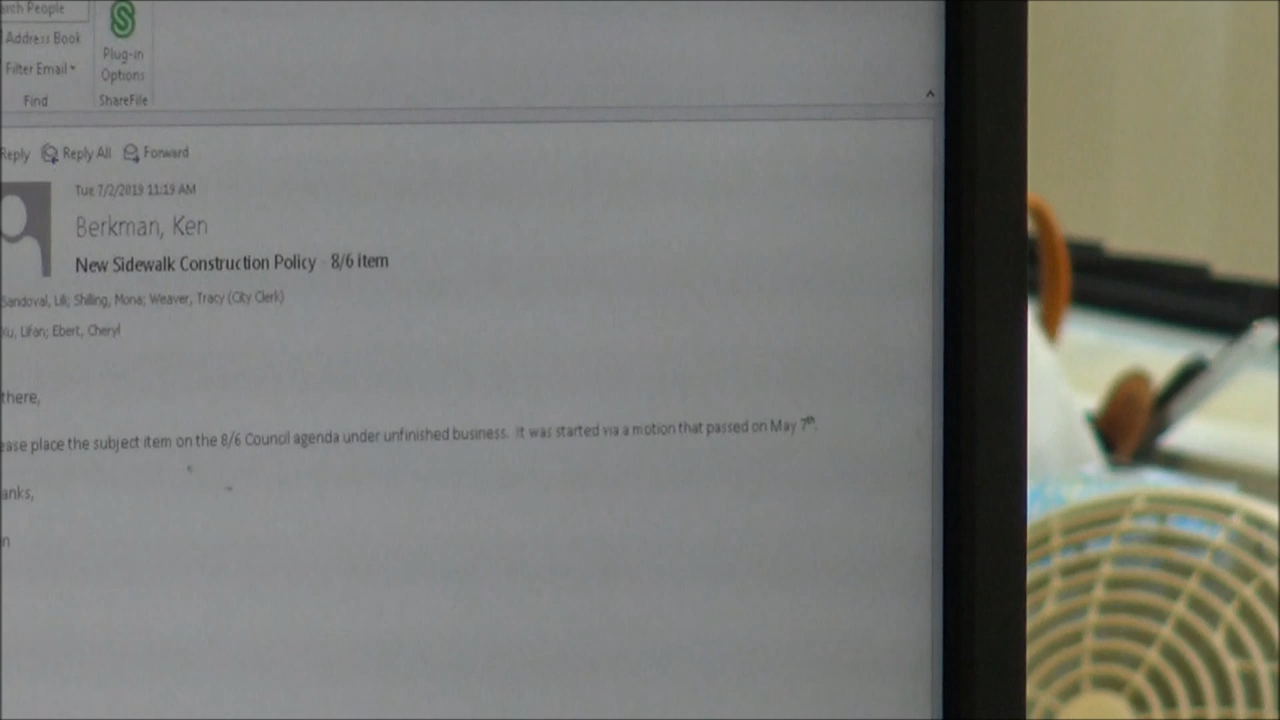 arch People
Address Book
Filter Email
Find
Plug-in
Options
ShareFile
Reply Reply All Forward
Tue 7/2/2019 11:19 AM
Berkman, Ken
New Sidewalk Construction Policy - 8/6 item
Sandoval, Lili; Shilling, Mona; Weaver, Tracy (City Clerk)
Xu, Lifan; Ebert, Cheryl
there,
ease place the subject item on the 8/6 Council agenda under unfinished business. It was started via a motion that passed on May 7th.
anks,
n